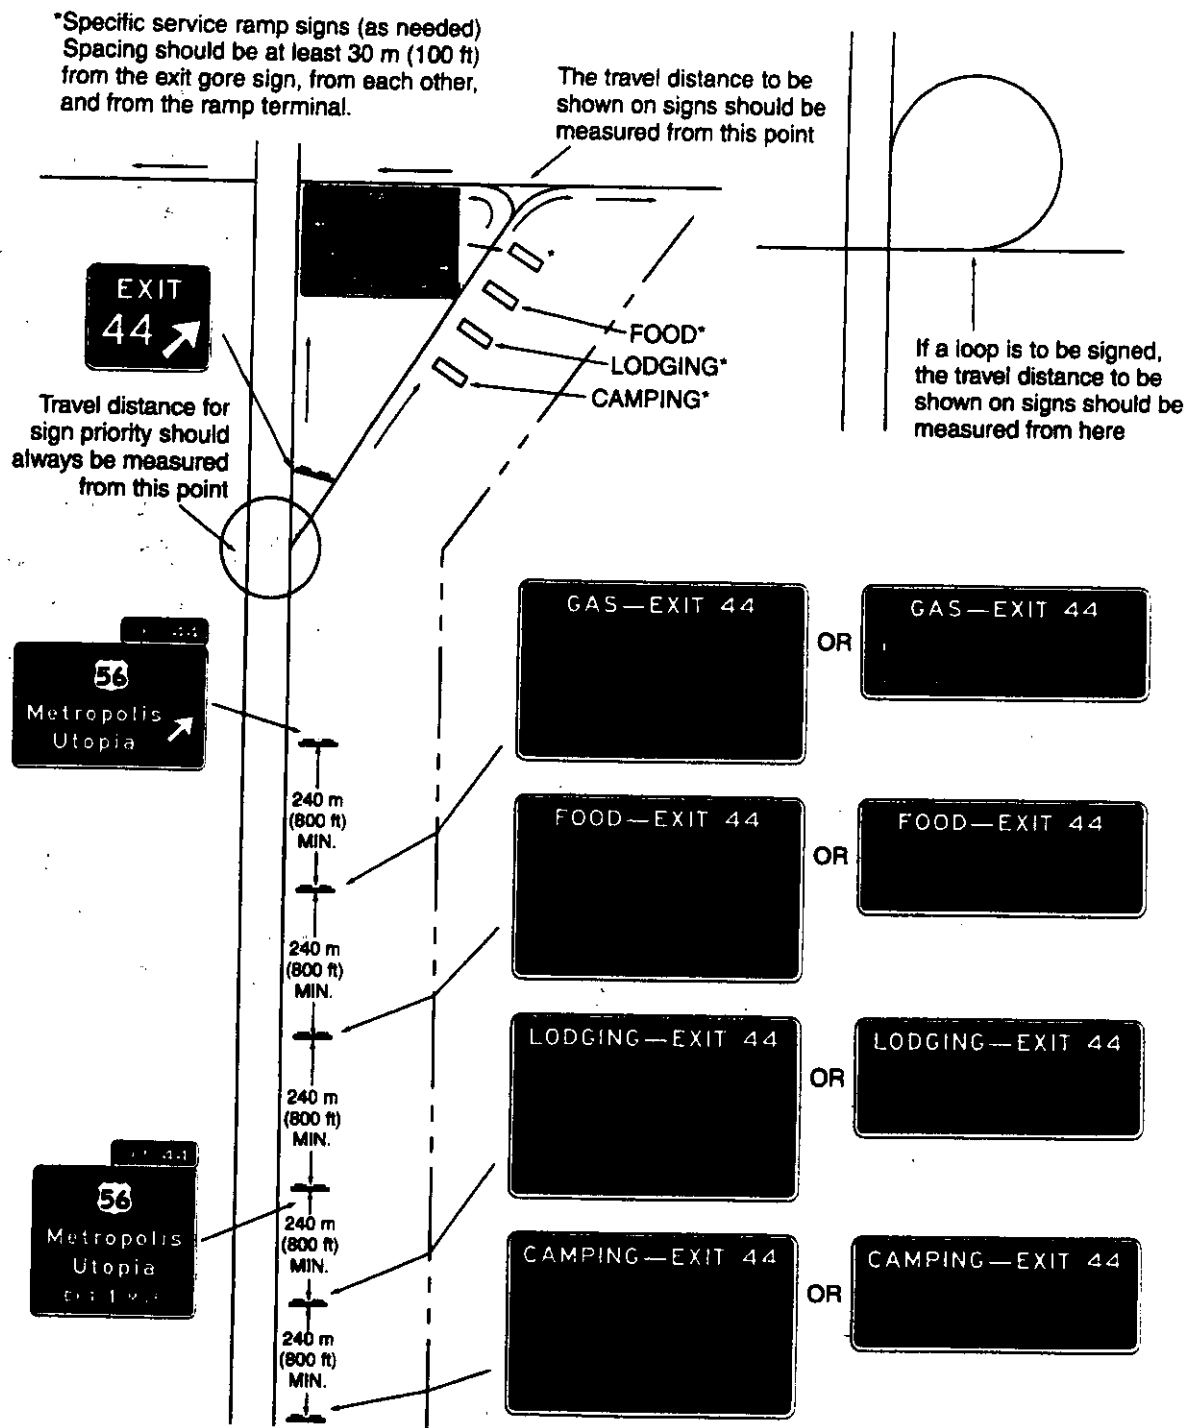 *Specific service ramp signs (as needed)
Spacing should be at least 30 m (100 ft)
from the exit gore sign, from each other,
and from the ramp terminal.
The travel distance to be
shown on signs should be
measured from this point
EXIT
44
*
FOOD*
LODGING*
CAMPING*
If a loop is to be signed,
the travel distance to be
shown on signs should be
measured from here
Travel distance for
sign priority should
always be measured
from this point
44
56
Metropolis
Utopia
GAS—EXIT 44
OR
GAS—EXIT 44
240 m
(800 ft)
MIN.
FOOD—EXIT 44
OR
FOOD—EXIT 44
240 m
(800 ft)
MIN.
LODGING—EXIT 44
OR
LODGING—EXIT 44
240 m
(800 ft)
MIN.
44
56
Metropolis
Utopia
240 m
(800 ft)
MIN.
CAMPING—EXIT 44
OR
CAMPING—EXIT 44
240 m
(800 ft)
MIN.